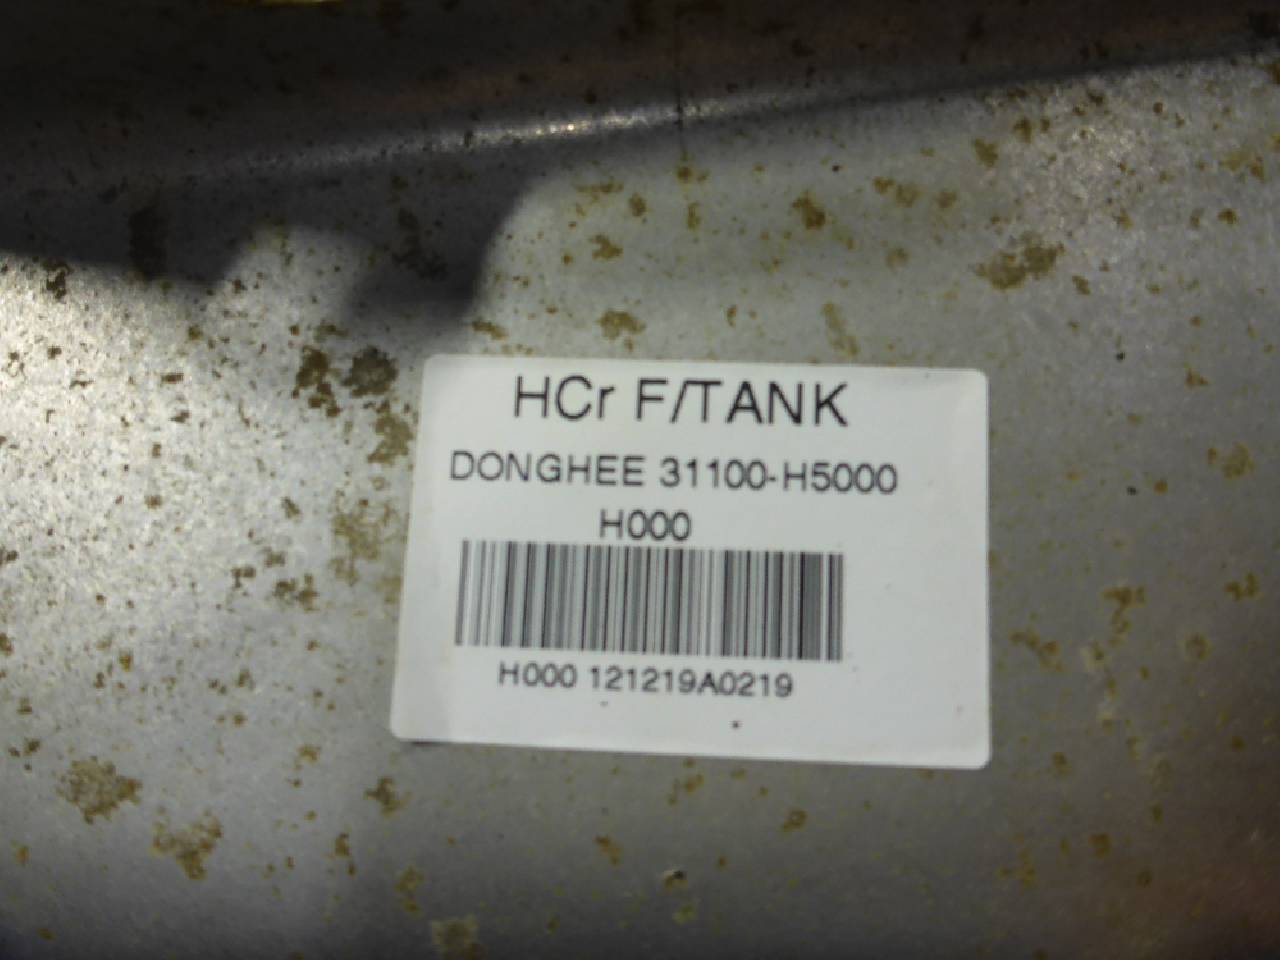 HCr F/TANK
DONGHEE 31100-H5000
H000
H000 121219A0219